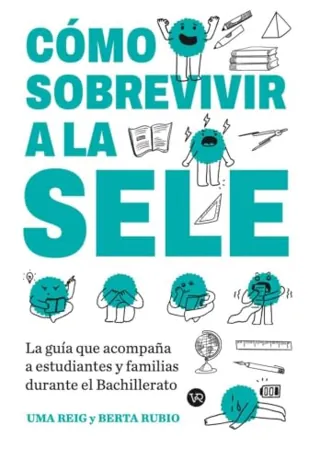 CÓMO
SOBREVIVIR
A LA
SELE
La guía que acompaña
a estudiantes y familias
durante el Bachillerato
VR
UMA REIG y BERTA RUBIO